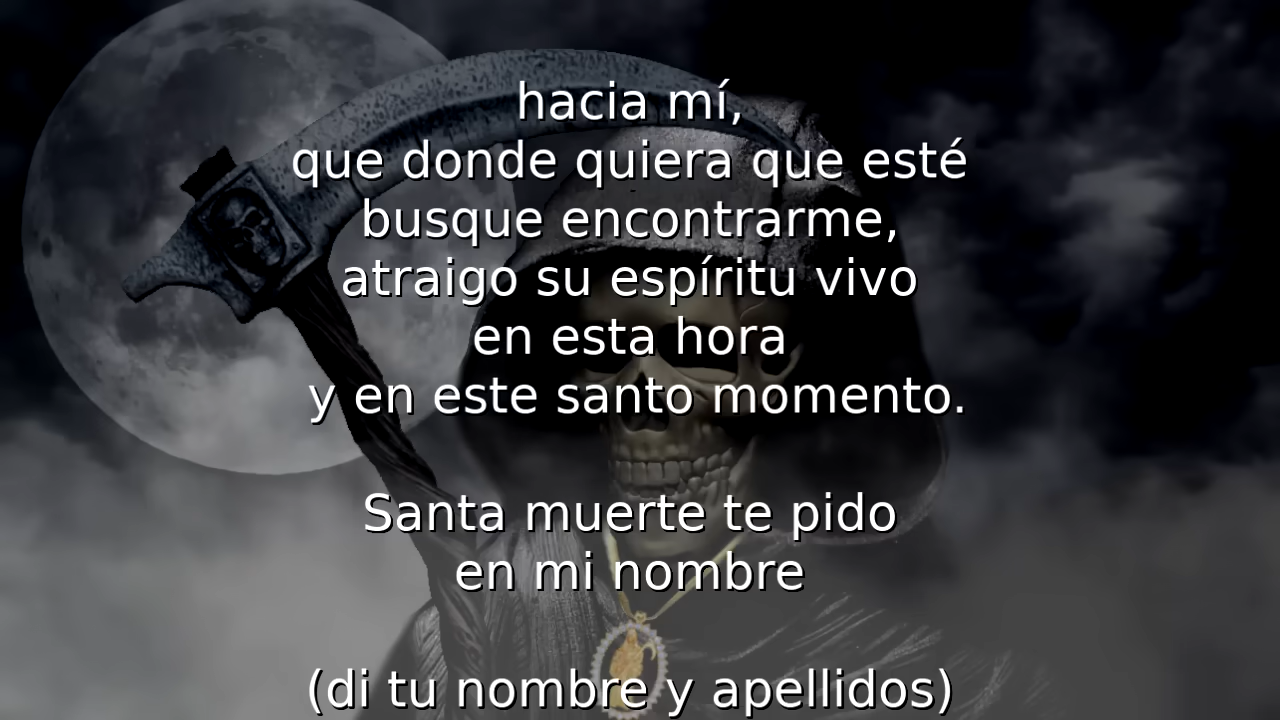 hacia mí,
que donde quiera que esté
busque encontrarme,
atraigo su espíritu vivo
en esta hora
y en este santo momento.
Santa muerte te pido
en mi nombre
(di tu nombre y apellidos)